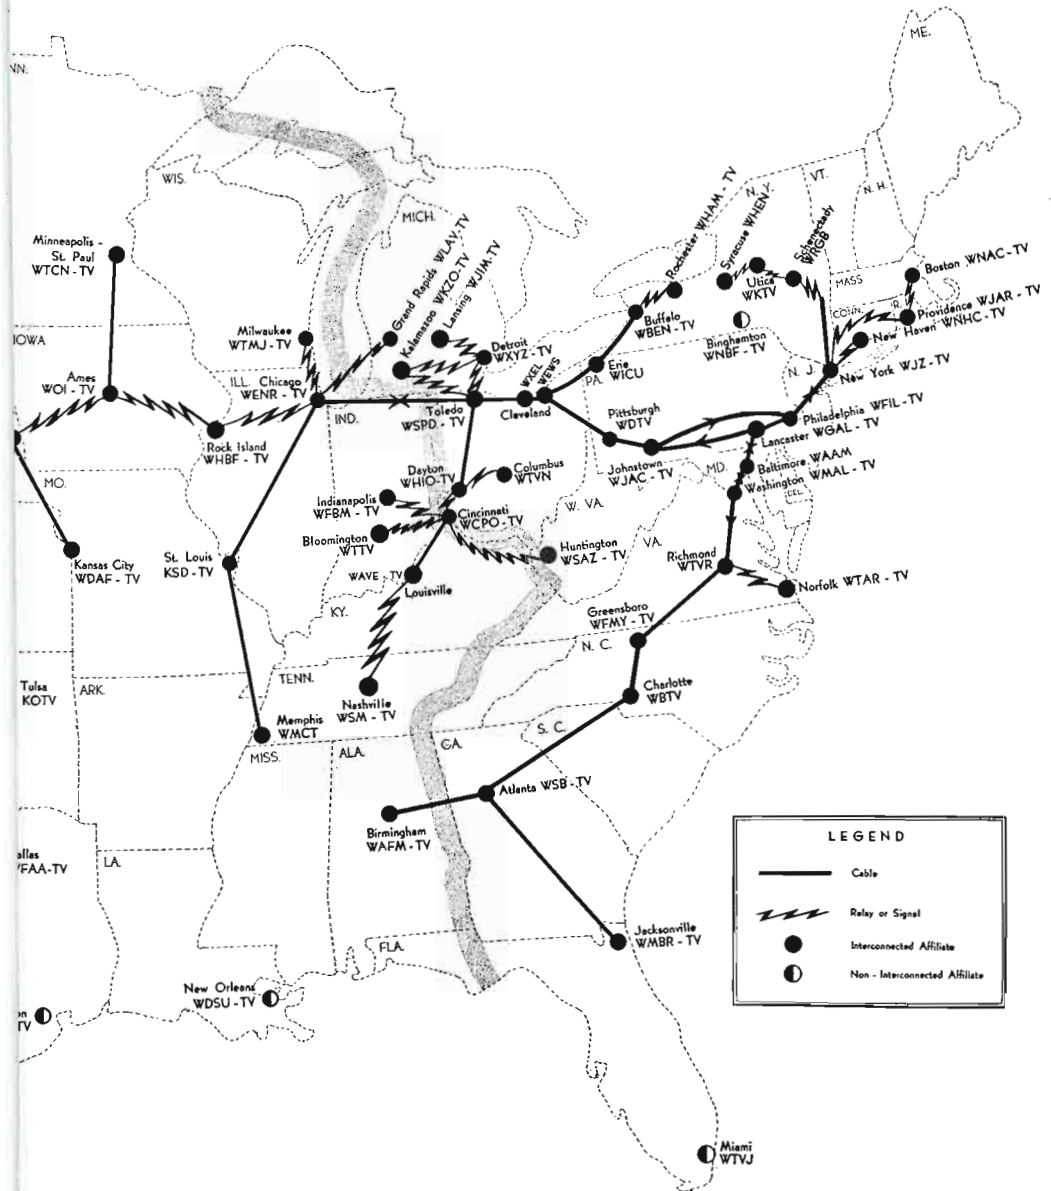 ME.
NN.
WIS.
VT.
N. H.
N. Y.
MICH.
Minneapolis -
St. Paul
WTCN - TV
Grand Rapids WLAV-TV
Kalamazoo WKZO-TV
Lansing WJIM-TV
Rochester WHAM - TV
Syracuse WHEN
Schenectady
WRGB
Utica
WKTV
MASS
Boston WNAC - TV
CONN.
R.
Providence WJAR - TV
New Haven WNHC - TV
IOWA
Milwaukee
WTMJ - TV
Detroit
WXYZ - TV
Buffalo
WBEN - TV
Binghamton
WNBF - TV
Ames
WOI - TV
ILL.
Chicago
WENR - TV
IND.
Toledo
WSPD - TV
WXEL
WEWS
Cleveland
Erie
WICU
PA.
N. J.
New York WJZ - TV
Pittsburgh
WDTV
Philadelphia WFIL - TV
Lancaster WGAL - TV
Rock Island
WHBF - TV
Johnstown
WJAC - TV
MD.
Baltimore WAAM
Washington WMAL - TV
DEL.
MO.
Dayton
WHIO-TV
Columbus
WTVN
Indianapolis
WFBM - TV
Cincinnati
WCPO - TV
W. VA.
Bloomington
WTTV
Huntington
WSAZ - TV
VA.
Kansas City
WDAF - TV
St. Louis
KSD - TV
WAVE - TV
Louisville
Richmond
WTVR
Norfolk WTAR - TV
KY.
Greensboro
WFMY - TV
N. C.
Tulsa
KOTV
ARK.
TENN.
Nashville
WSM - TV
Charlotte
WBTV
Memphis
WMCT
MISS.
ALA.
GA.
S. C.
Atlanta WSB - TV
Birmingham
WAFM - TV
allas
FAA-TV
LA.
LEGEND
Cable
Relay or Signal
Interconnected Affiliate
Non - Interconnected Affiliate
FLA.
Jacksonville
WMBR - TV
New Orleans
WDSU - TV
on
TV
Miami
WTVJ